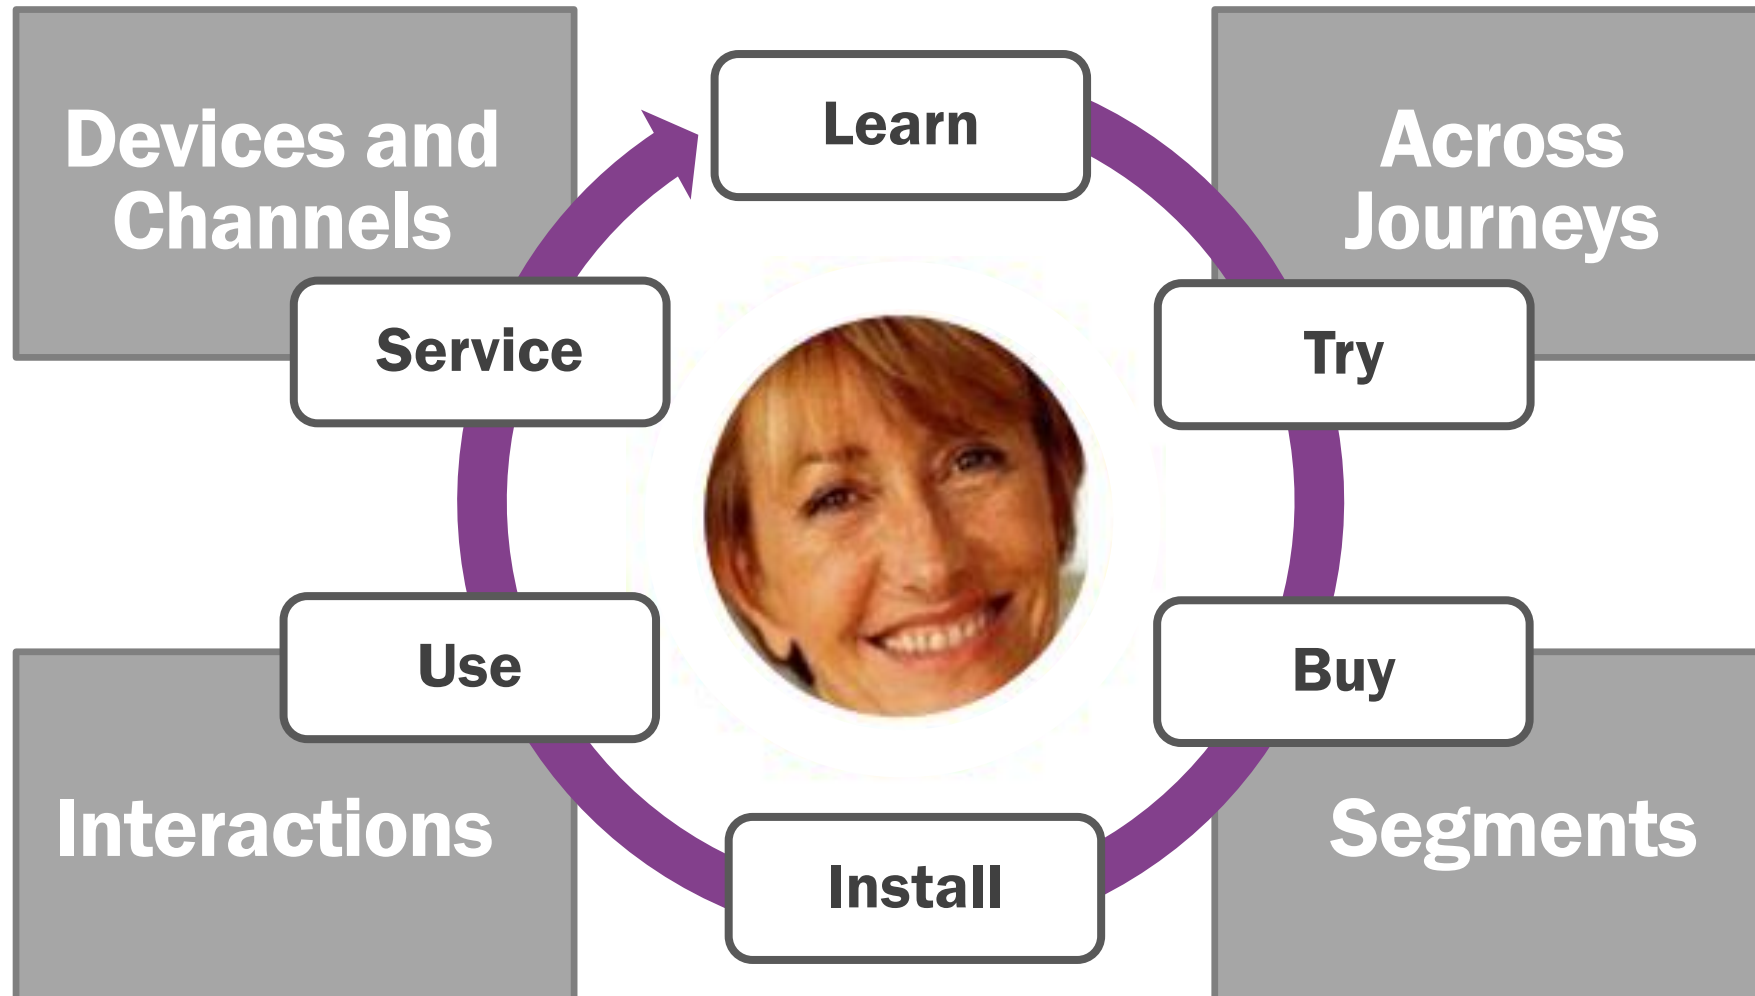 Devices and
Channels
Learn
Across
Journeys
Service
Try
Use
Buy
Interactions
Install
Segments